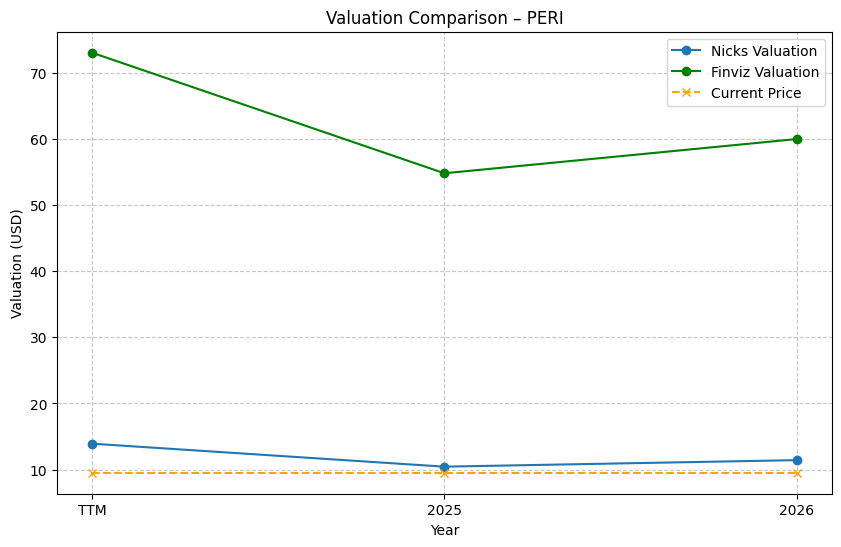 Valuation Comparison – PERI
Nicks Valuation
Finviz Valuation
Current Price
Valuation (USD)
70
60
50
40
30
20
10
TTM
2025
2026
Year